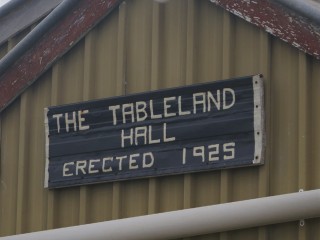 THE TABLELAND
HALL
ERECTED 1925